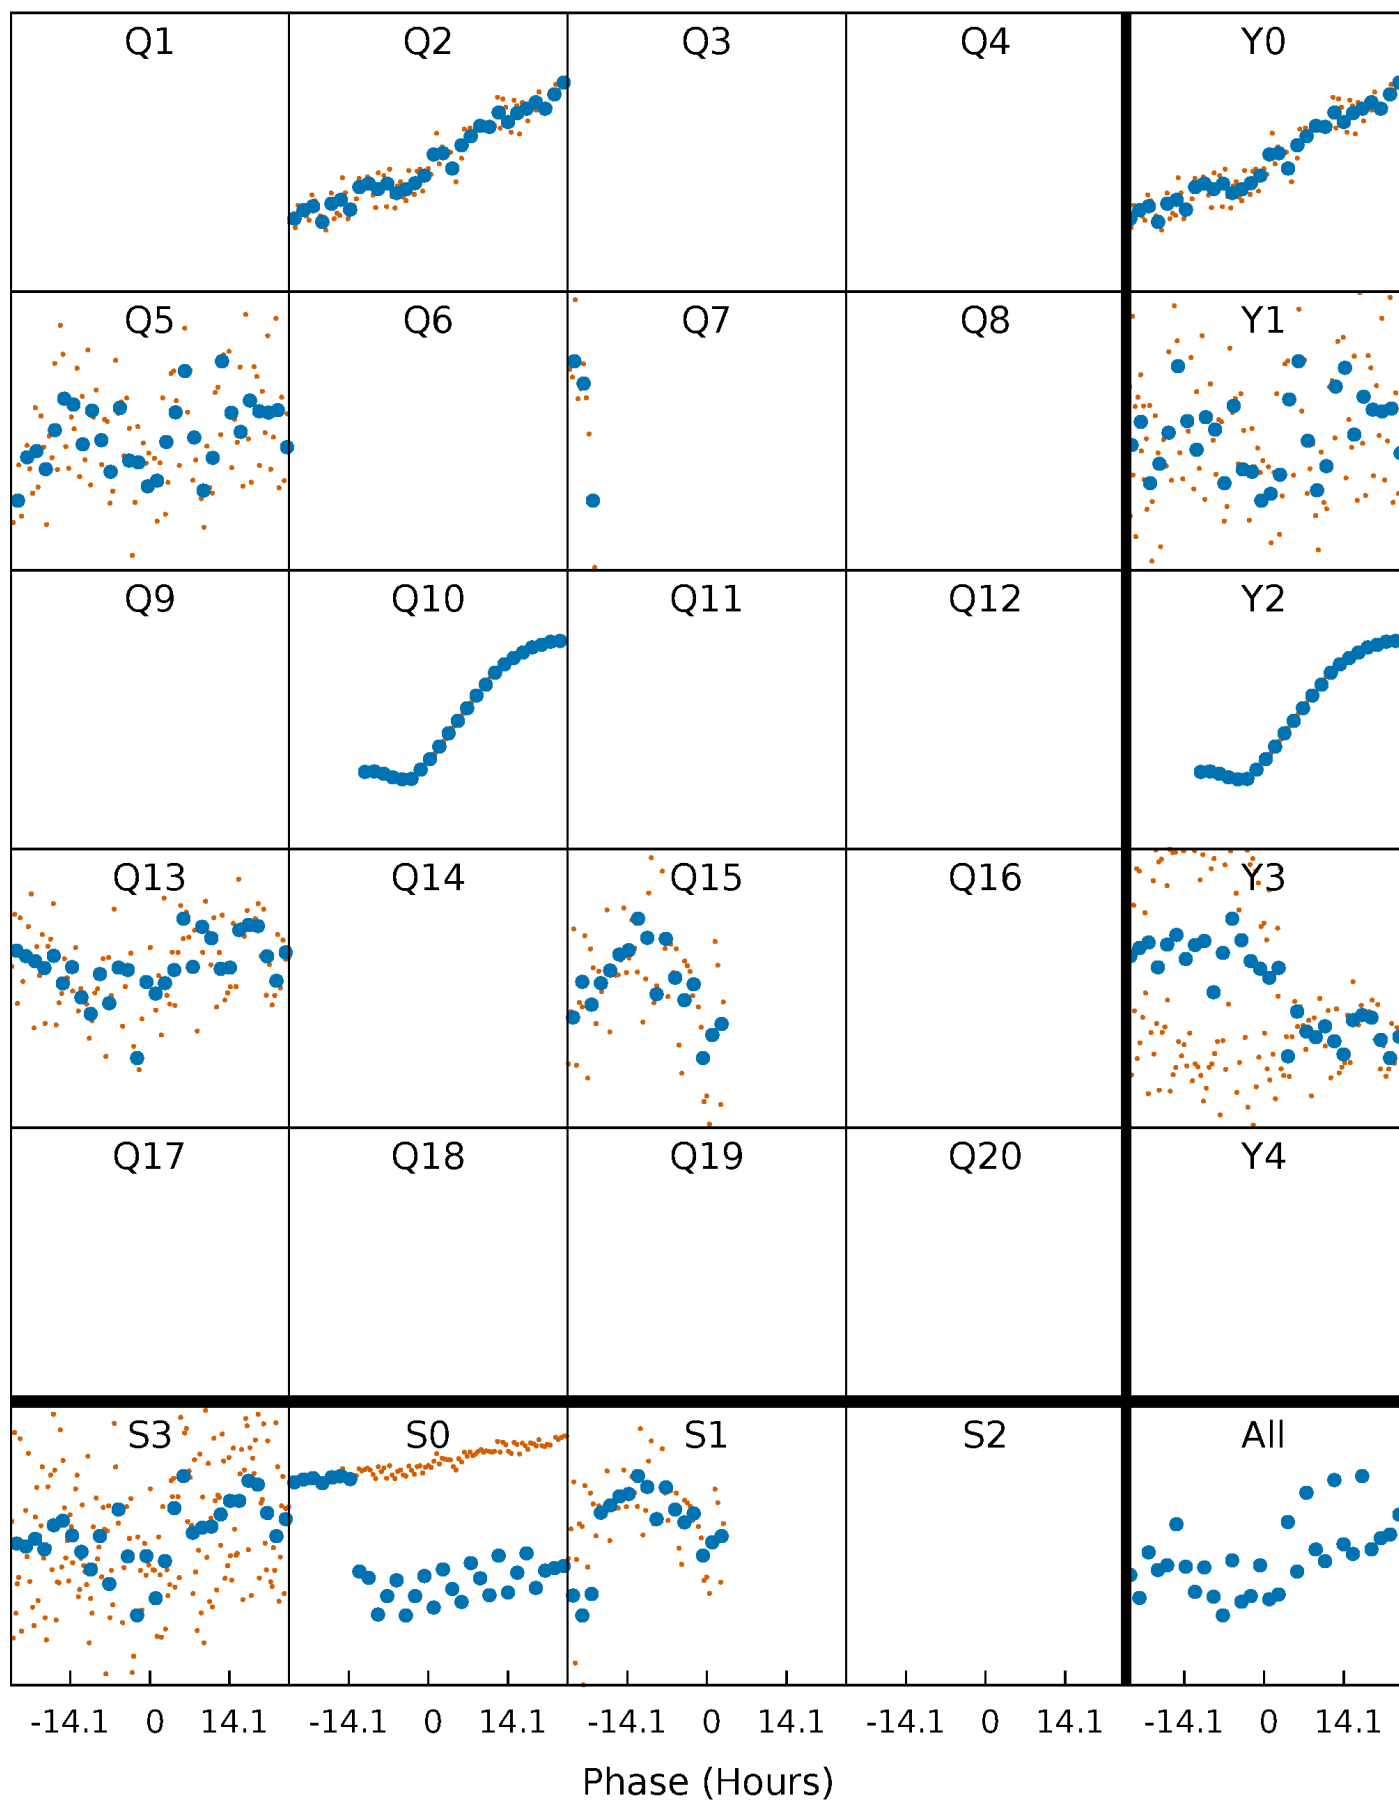 Q1 Q2 Q3 Q4 Y0
Q5 Q6 Q7 Q8 Y1
Q9 Q10 Q11 Q12 Y2
Q13 Q14 Q15 Q16 Y3
Q17 Q18 Q19 Q20 Y4
S3 S0 S1 S2 All
-14.1 0 14.1 -14.1 0 14.1 -14.1 0 14.1 -14.1 0 14.1 -14.1 0 14.1
Phase (Hours)